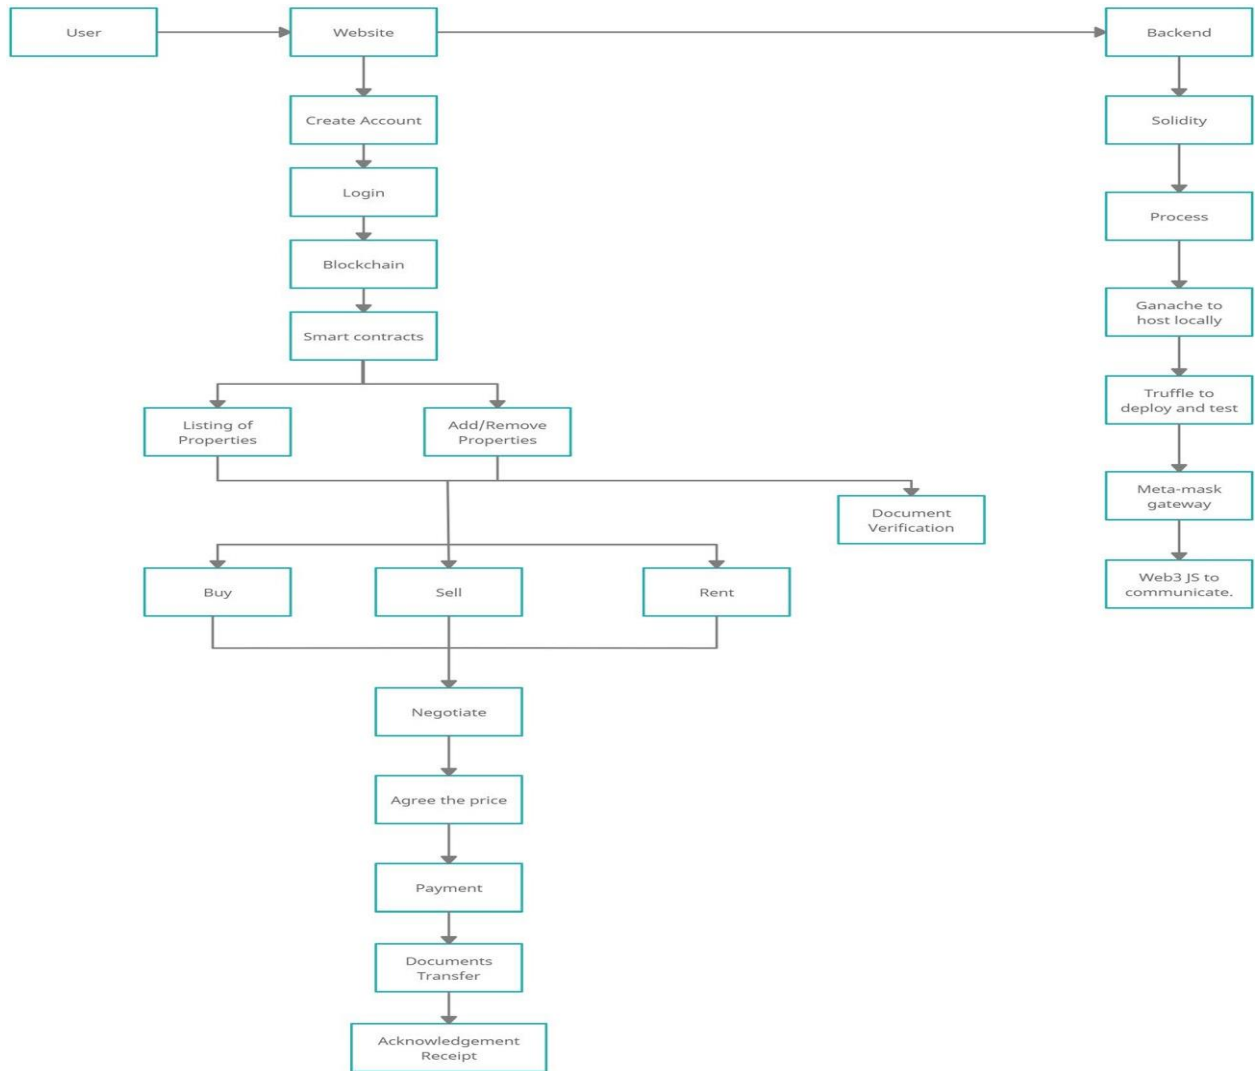 User
Website
Backend
Create Account
Solidity
Login
Process
Blockchain
Ganache to
host locally
Smart contracts
Truffle to
deploy and test
Listing of
Properties
Add/Remove
Properties
Meta-mask
gateway
Document
Verification
Web3 JS to
communicate.
Buy
Sell
Rent
Negotiate
Agree the price
Payment
Documents
Transfer
Acknowledgement
Receipt